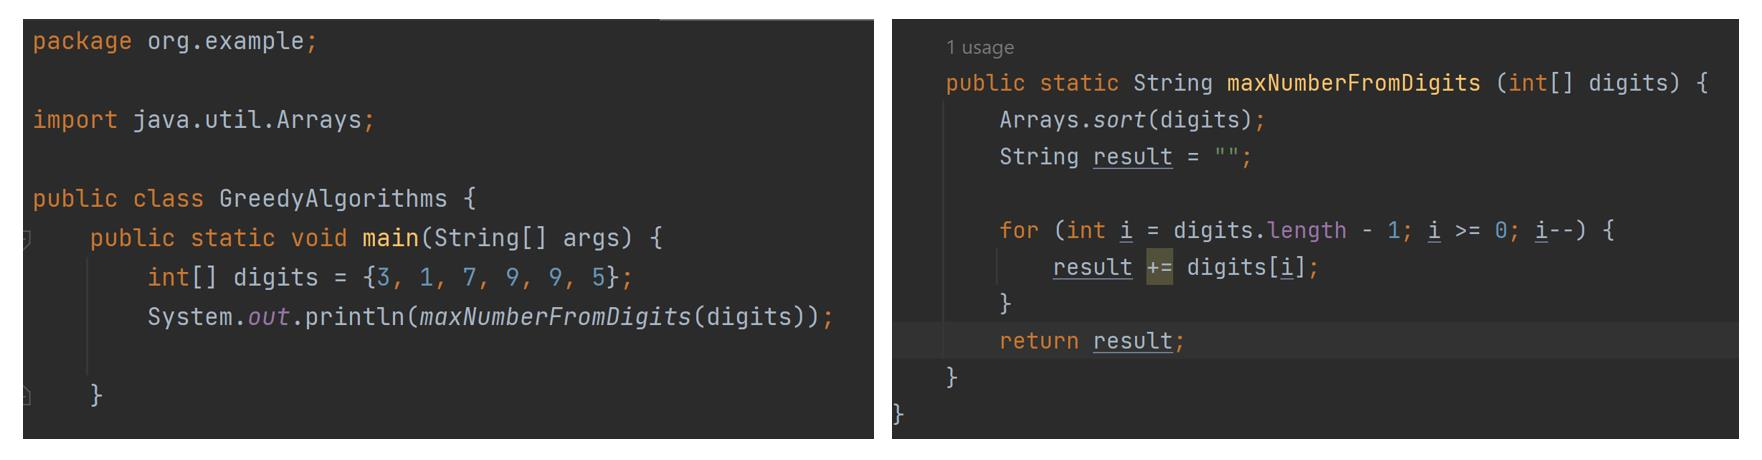 package org.example;
import java.util.Arrays;
public class GreedyAlgorithms {
public static void main(String[] args) {
int[] digits = {3, 1, 7, 9, 9, 5};
System.out.println(maxNumberFromDigits(digits));
}
1 usage
public static String maxNumberFromDigits (int[] digits) {
Arrays.sort(digits);
String result = "";
for (int i = digits.length - 1; i >= 0; i--) {
result += digits[i];
}
return result;
}
}